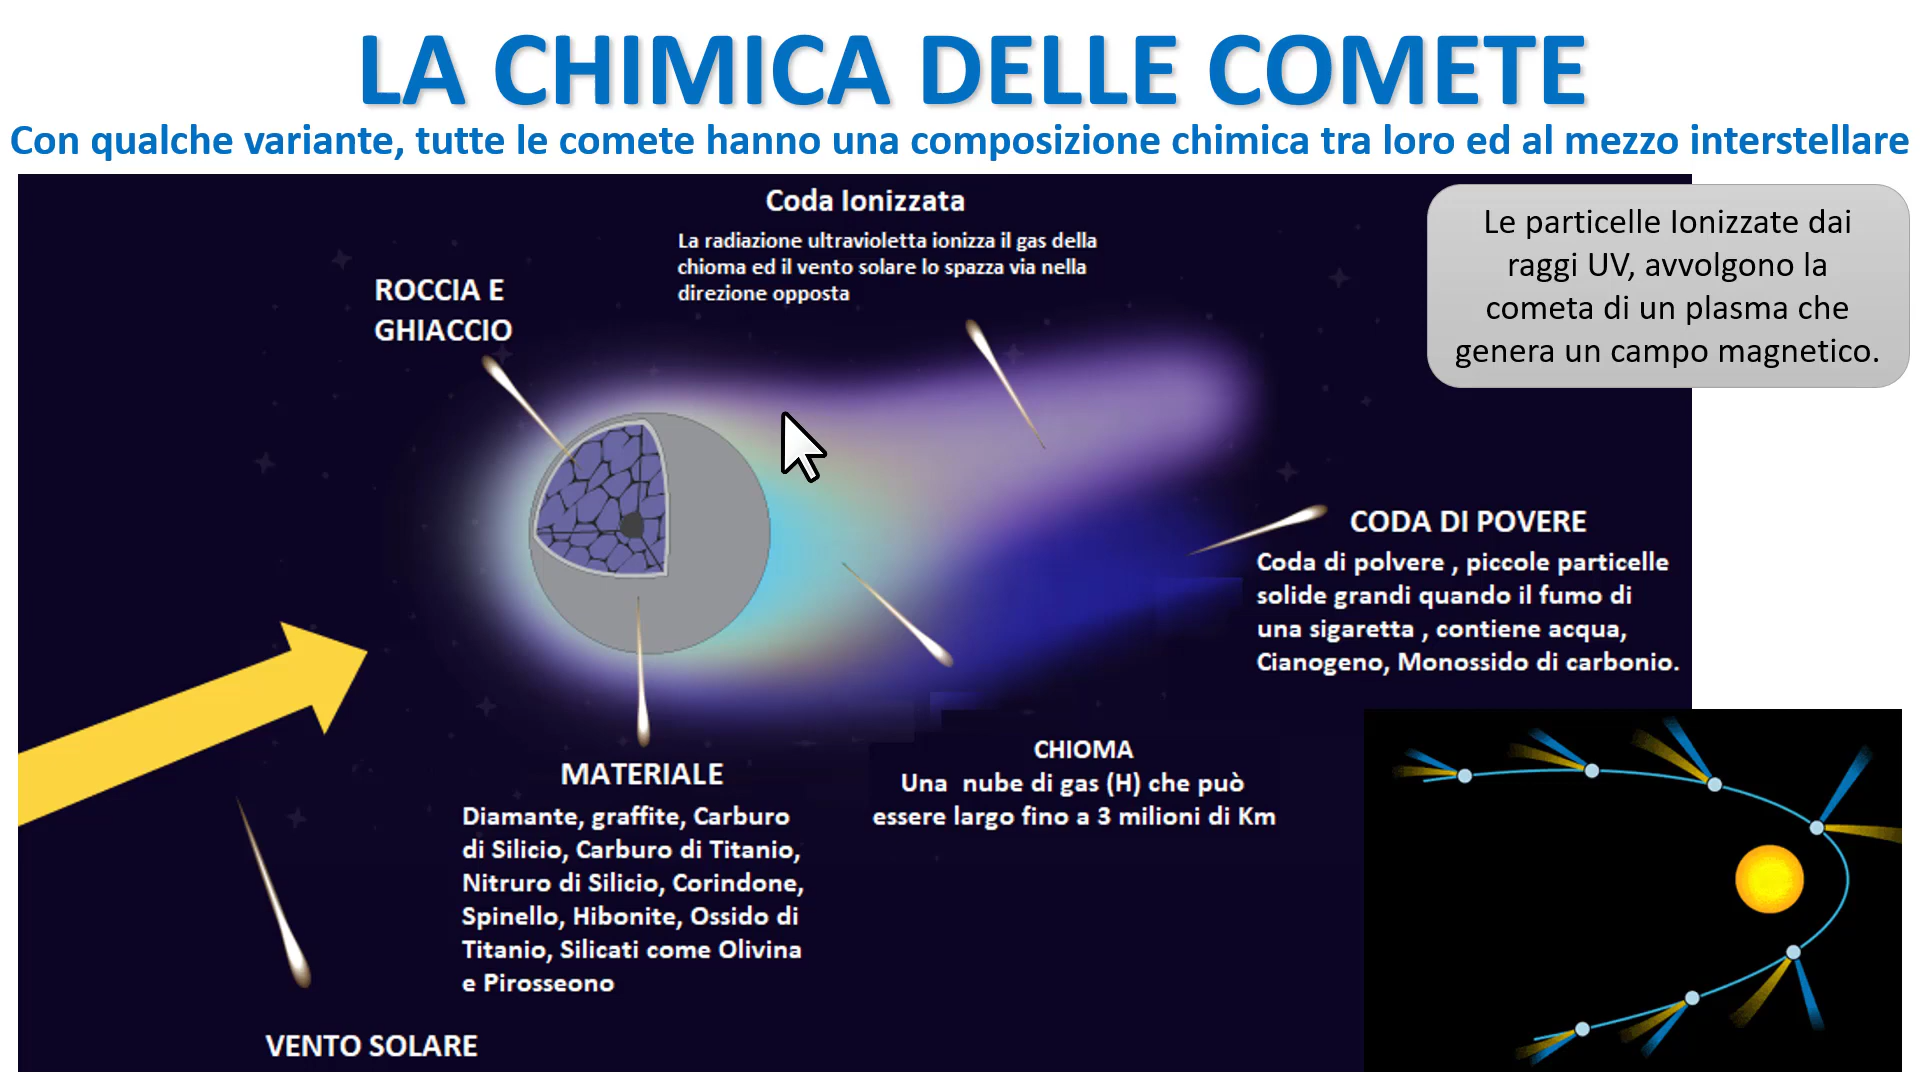 LA CHIMICA DELLE COMETE
Con qualche variante, tutte le comete hanno una composizione chimica tra loro ed al mezzo interstellare
Coda Ionizzata
La radiazione ultravioletta ionizza il gas della
chioma ed il vento solare lo spazza via nella
direzione opposta
Le particelle Ionizzate dai
raggi UV, avvolgono la
cometa di un plasma che
genera un campo magnetico.
ROCCIA E
GHIACCIO
CODA DI POVERE
Coda di polvere , piccole particelle
solide grandi quando il fumo di
una sigaretta , contiene acqua,
Cianogeno, Monossido di carbonio.
CHIOMA
Una  nube di gas (H) che può
essere largo fino a 3 milioni di Km
MATERIALE
Diamante, graffite, Carburo
di Silicio, Carburo di Titanio,
Nitruro di Silicio, Corindone,
Spinello, Hibonite, Ossido di
Titanio, Silicati come Olivina
e Pirosseono
VENTO SOLARE